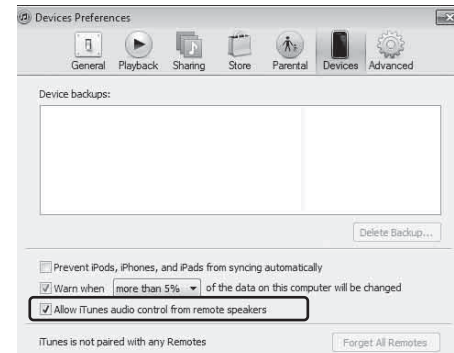 Devices Preferences
General Playback Sharing Store Parental Devices Advanced
Device backups:
Delete Backup...
Prevent iPods, iPhones, and iPads from syncing automatically
Warn when more than 5% of the data on this computer will be changed
Allow iTunes audio control from remote speakers
iTunes is not paired with any Remotes Forget All Remotes